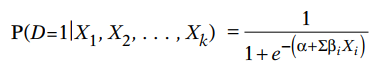 P(D=1|X₁, X₂, . . . , Xₖ) = 1 / 1+e^−(α+ΣβᵢXᵢ)